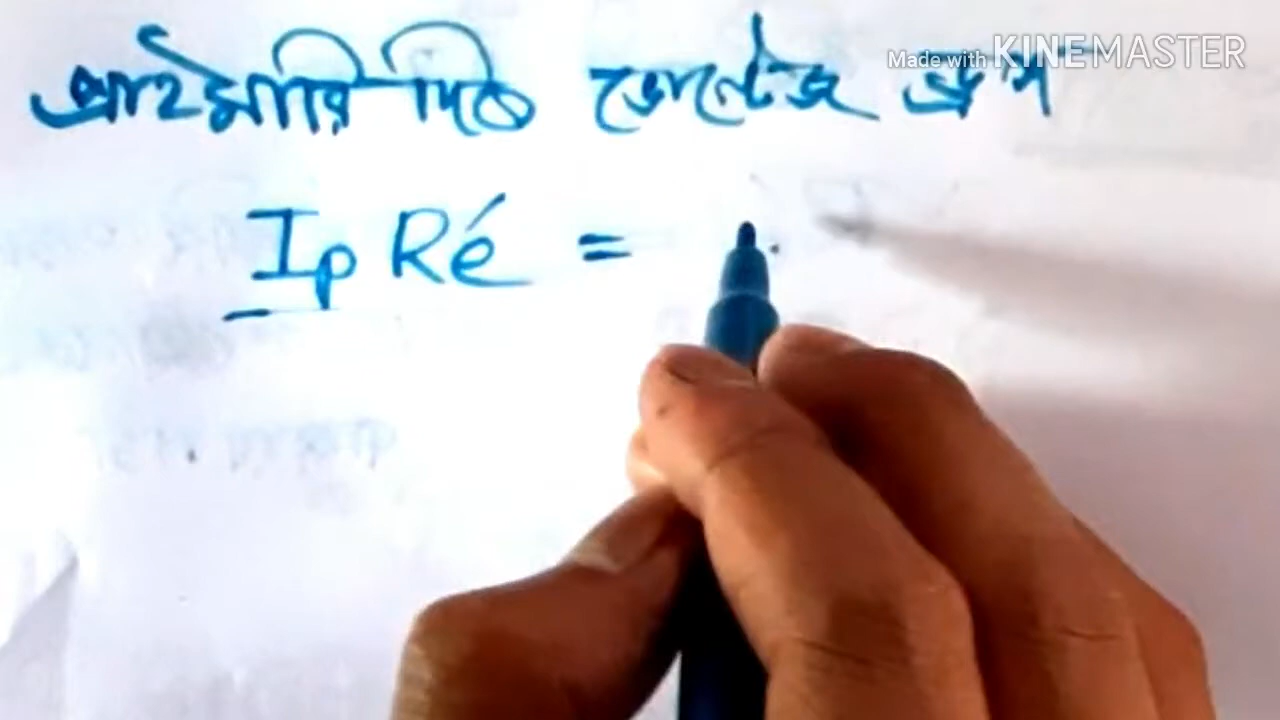 Made with KINEMASTER
প্রাইমারি দিকে ভোল্টেজ ড্রপ
Ip Ré =